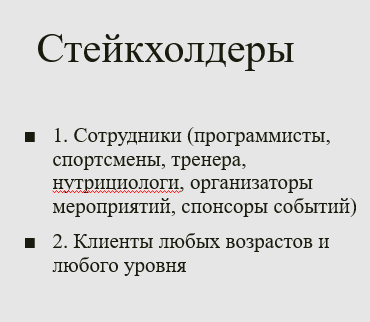 Стейкхолдеры
■ 1. Сотрудники (программисты,
спортсмены, тренера,
нутрициологи, организаторы
мероприятий, спонсоры событий)
■ 2. Клиенты любых возрастов и
любого уровня